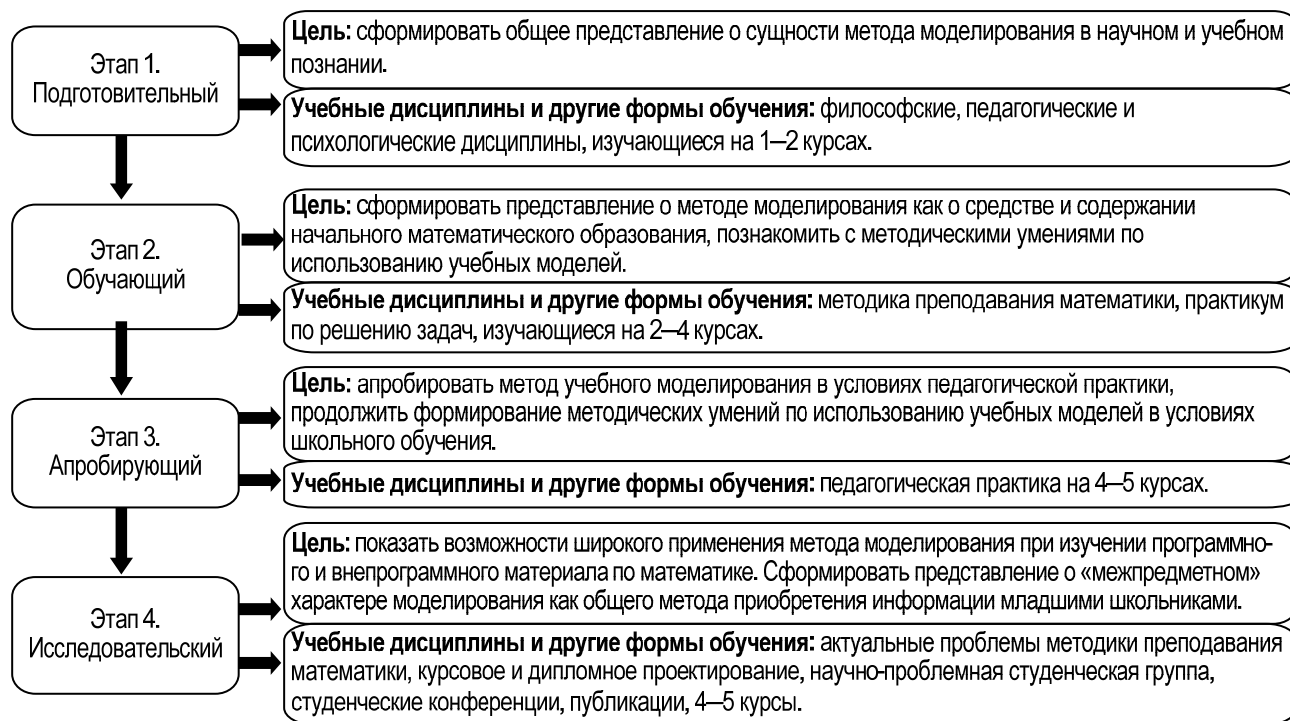 Этап 1.
Подготовительный
Цель: сформировать общее представление о сущности метода моделирования в научном и учебном
познании.
Учебные дисциплины и другие формы обучения: философские, педагогические и
психологические дисциплины, изучающиеся на 1—2 курсах.
Этап 2.
Обучающий
Цель: сформировать представление о методе моделирования как о средстве и содержании
начального математического образования, познакомить с методическими умениями по
использованию учебных моделей.
Учебные дисциплины и другие формы обучения: методика преподавания математики, практикум
по решению задач, изучающиеся на 2—4 курсах.
Этап 3.
Апробирующий
Цель: апробировать метод учебного моделирования в условиях педагогической практики,
продолжить формирование методических умений по использованию учебных моделей в условиях
школьного обучения.
Учебные дисциплины и другие формы обучения: педагогическая практика на 4—5 курсах.
Этап 4.
Исследовательский
Цель: показать возможности широкого применения метода моделирования при изучении программно-
го и внепрограммного материала по математике. Сформировать представление о «межпредметном»
характере моделирования как общего метода приобретения информации младшими школьниками.
Учебные дисциплины и другие формы обучения: актуальные проблемы методики преподавания
математики, курсовое и дипломное проектирование, научно-проблемная студенческая группа,
студенческие конференции, публикации, 4—5 курсы.